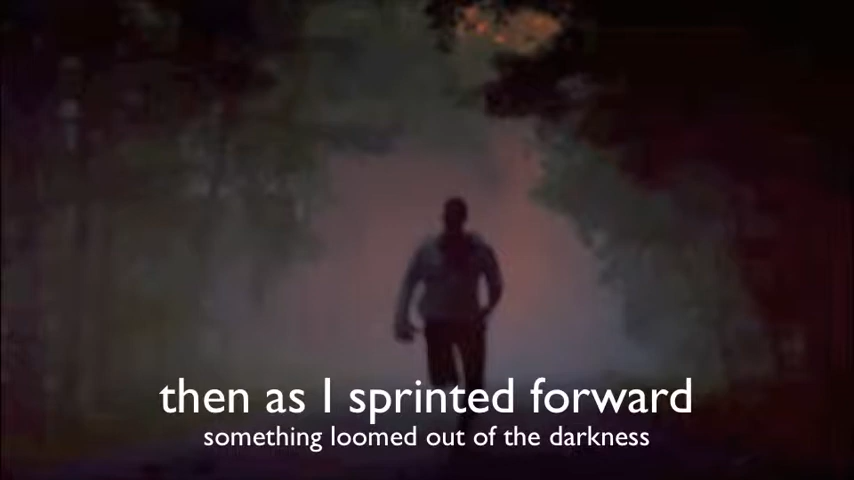 then as I sprinted forward
something loomed out of the darkness